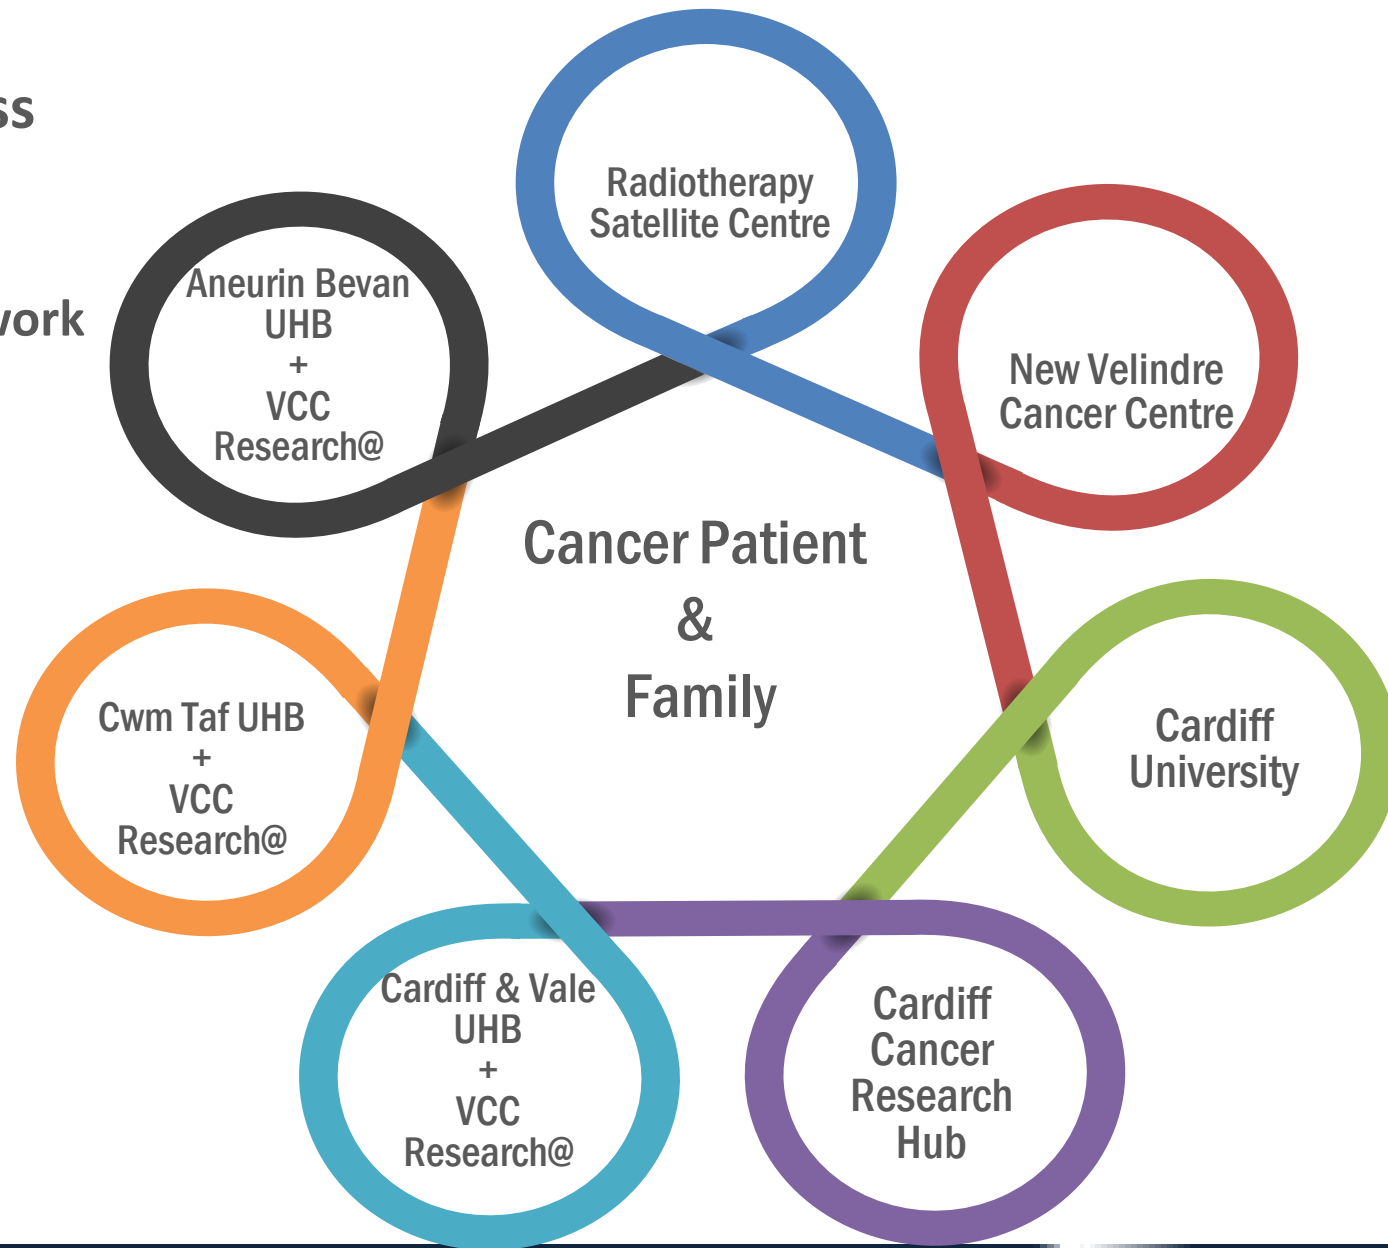 ss
work
Radiotherapy
Satellite Centre
Aneurin Bevan
UHB
+
VCC
Research@
New Velindre
Cancer Centre
Cancer Patient
&
Family
Cwm Taf UHB
+
VCC
Research@
Cardiff
University
Cardiff & Vale
UHB
+
VCC
Research@
Cardiff
Cancer
Research
Hub